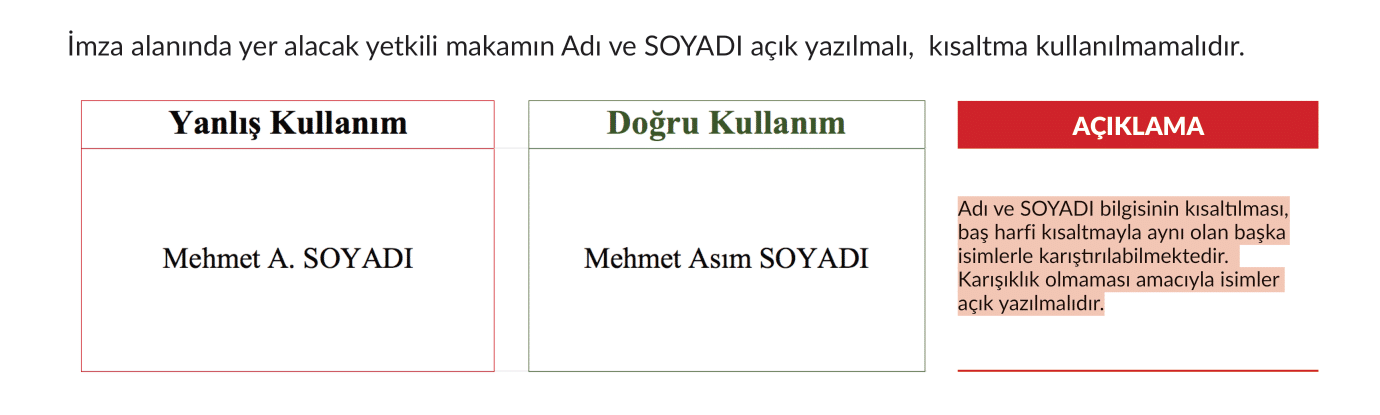 İmza alanında yer alacak yetkili makamın Adı ve SOYADI açık yazılmalı,  kısaltma kullanılmamalıdır.
Yanlış Kullanım
Mehmet A. SOYADI
Doğru Kullanım
Mehmet Asım SOYADI
AÇIKLAMA
Adı ve SOYADI bilgisinin kısaltılması,
baş harfi kısaltmayla aynı olan başka
isimlerle karıştırılabilmektedir.
Karışıklık olmaması amacıyla isimler
açık yazılmalıdır.